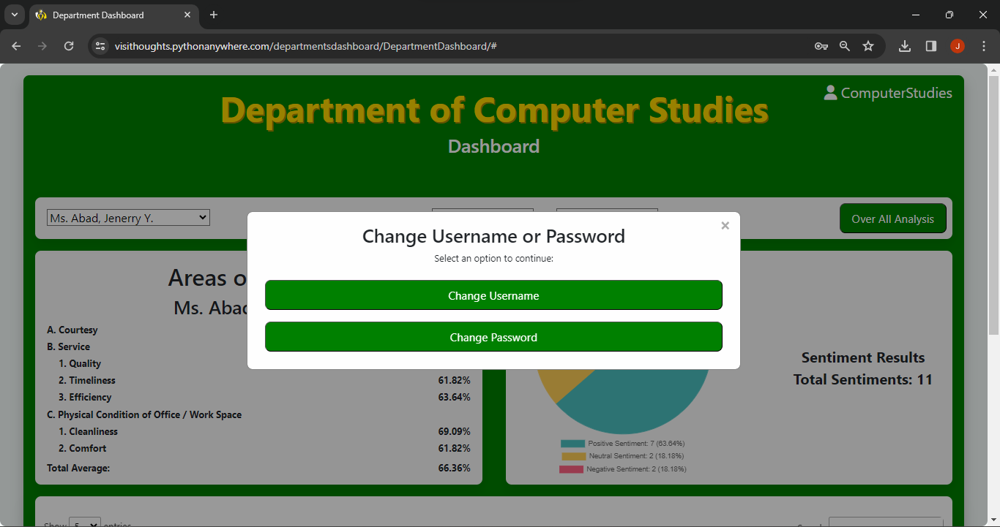 Department Dashboard
visithoughts.pythonanywhere.com/departmentsdashboard/DepartmentDashboard/#
J
ComputerStudies
Department of Computer Studies
Dashboard
Ms. Abad, Jenerry Y.
Over All Analysis
Change Username or Password
×
Select an option to continue:
Change Username
Change Password
Areas o
Ms. Abad
A. Courtesy
B. Service
1. Quality
2. Timeliness 61.82%
3. Efficiency 63.64%
C. Physical Condition of Office / Work Space
1. Cleanliness 69.09%
2. Comfort 61.82%
Total Average: 66.36%
Sentiment Results
Total Sentiments: 11
Positive Sentiment: 7 (63.64%)
Neutral Sentiment: 2 (18.18%)
Negative Sentiment: 2 (18.18%)
Show 5 entries